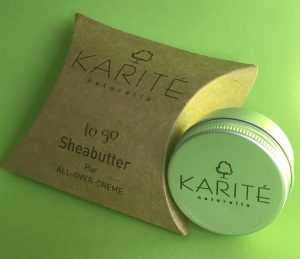 KARITÉ
naturelle
to go
Sheabutter
Pur
ALL-OVER-CREME
KARITÉ
naturelle